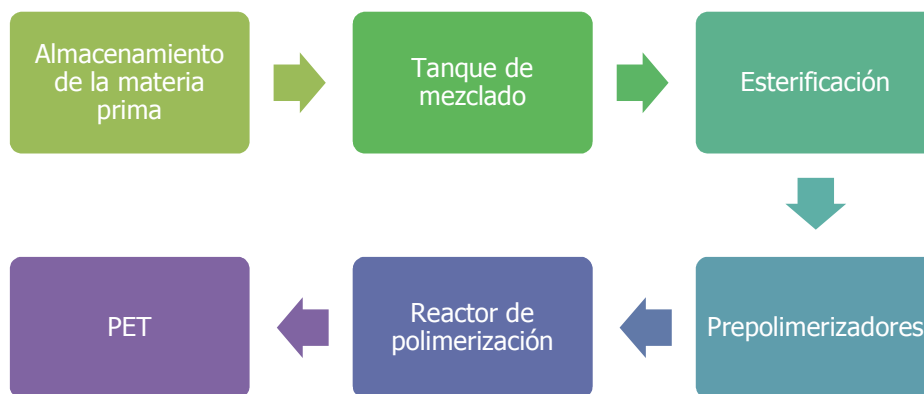 Almacenamiento
de la materia
prima
Tanque de
mezclado
Esterificación
Prepolimerizadores
Reactor de
polimerización
PET